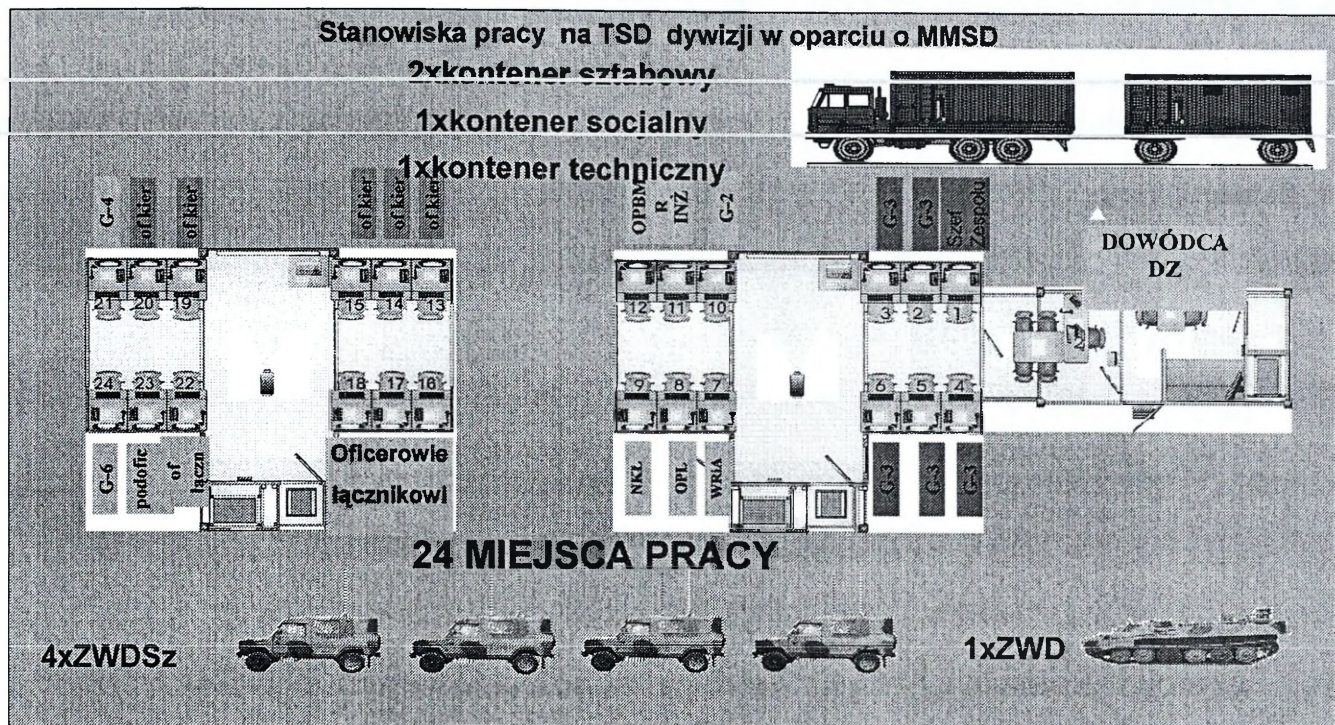 Stanowiska pracy na TSD dywizji w oparciu o MMSD
2xkontener sztabowy
1xkontener socjalny
1xkontener techniczny
G-4
of kier
of kier
of kier
of kier
of kier
OPBM
R
INŻ
G-2
G-3
G-3
Szef
Zespołu
DOWÓDCA
DZ
21 20 19
15 14 13
12 11 10
3 2 1
24 23 22
18 17 16
9 8 7
6 5 4
G-6
podofic
of
łączn
Oficerowie
łącznikowi
NKŁ
OPL
WRiA
G-3
G-3
G-3
24 MIEJSCA PRACY
4xZWDSz
1xZWD